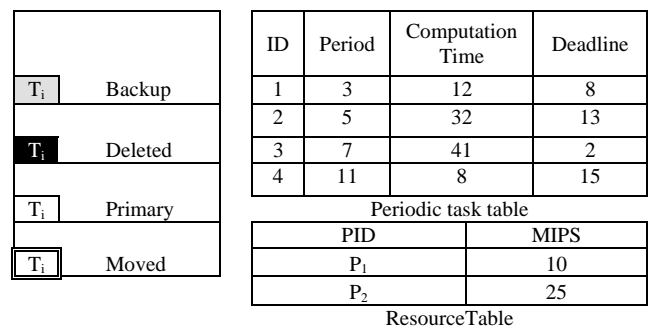 Ti Backup
Ti Deleted
Ti Primary
Ti Moved
ID Period Computation Time Deadline
1 3 12 8
2 5 32 13
3 7 41 2
4 11 8 15
Periodic task table
PID MIPS
P1 10
P2 25
ResourceTable